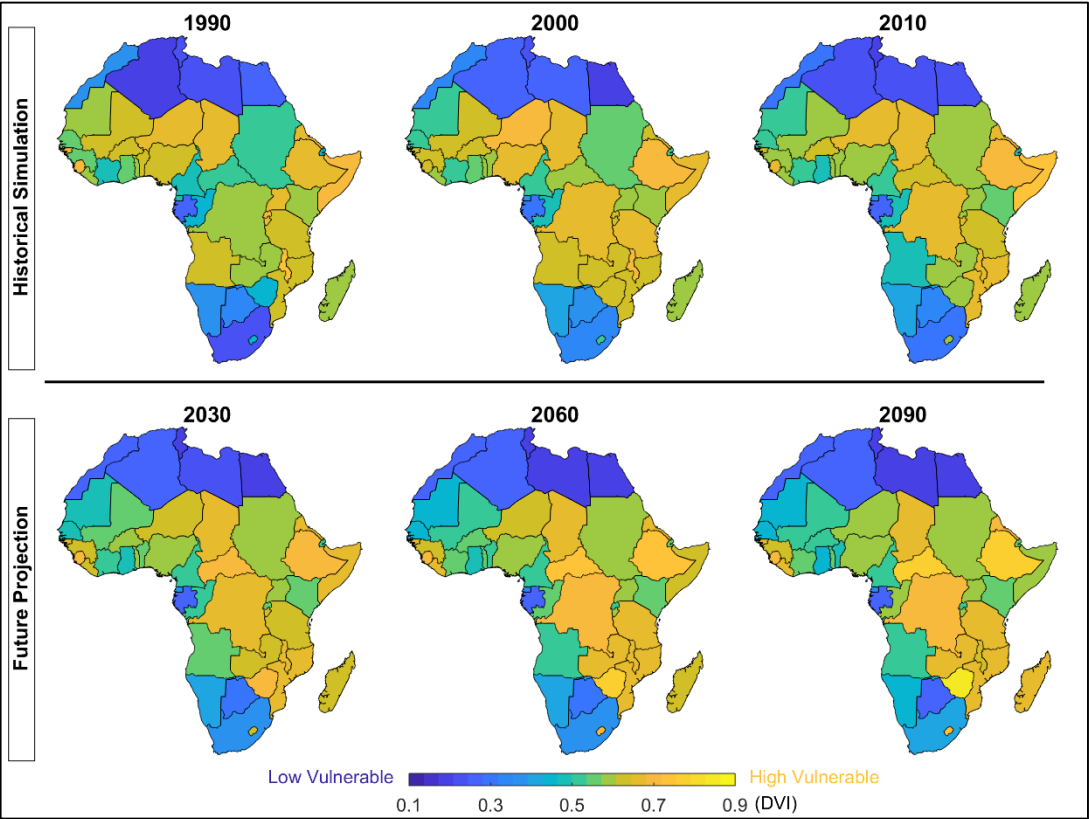 1990
2000
2010
Historical Simulation
2030
2060
2090
Future Projection
Low Vulnerable
High Vulnerable
0.1
0.3
0.5
0.7
0.9 (DVI)